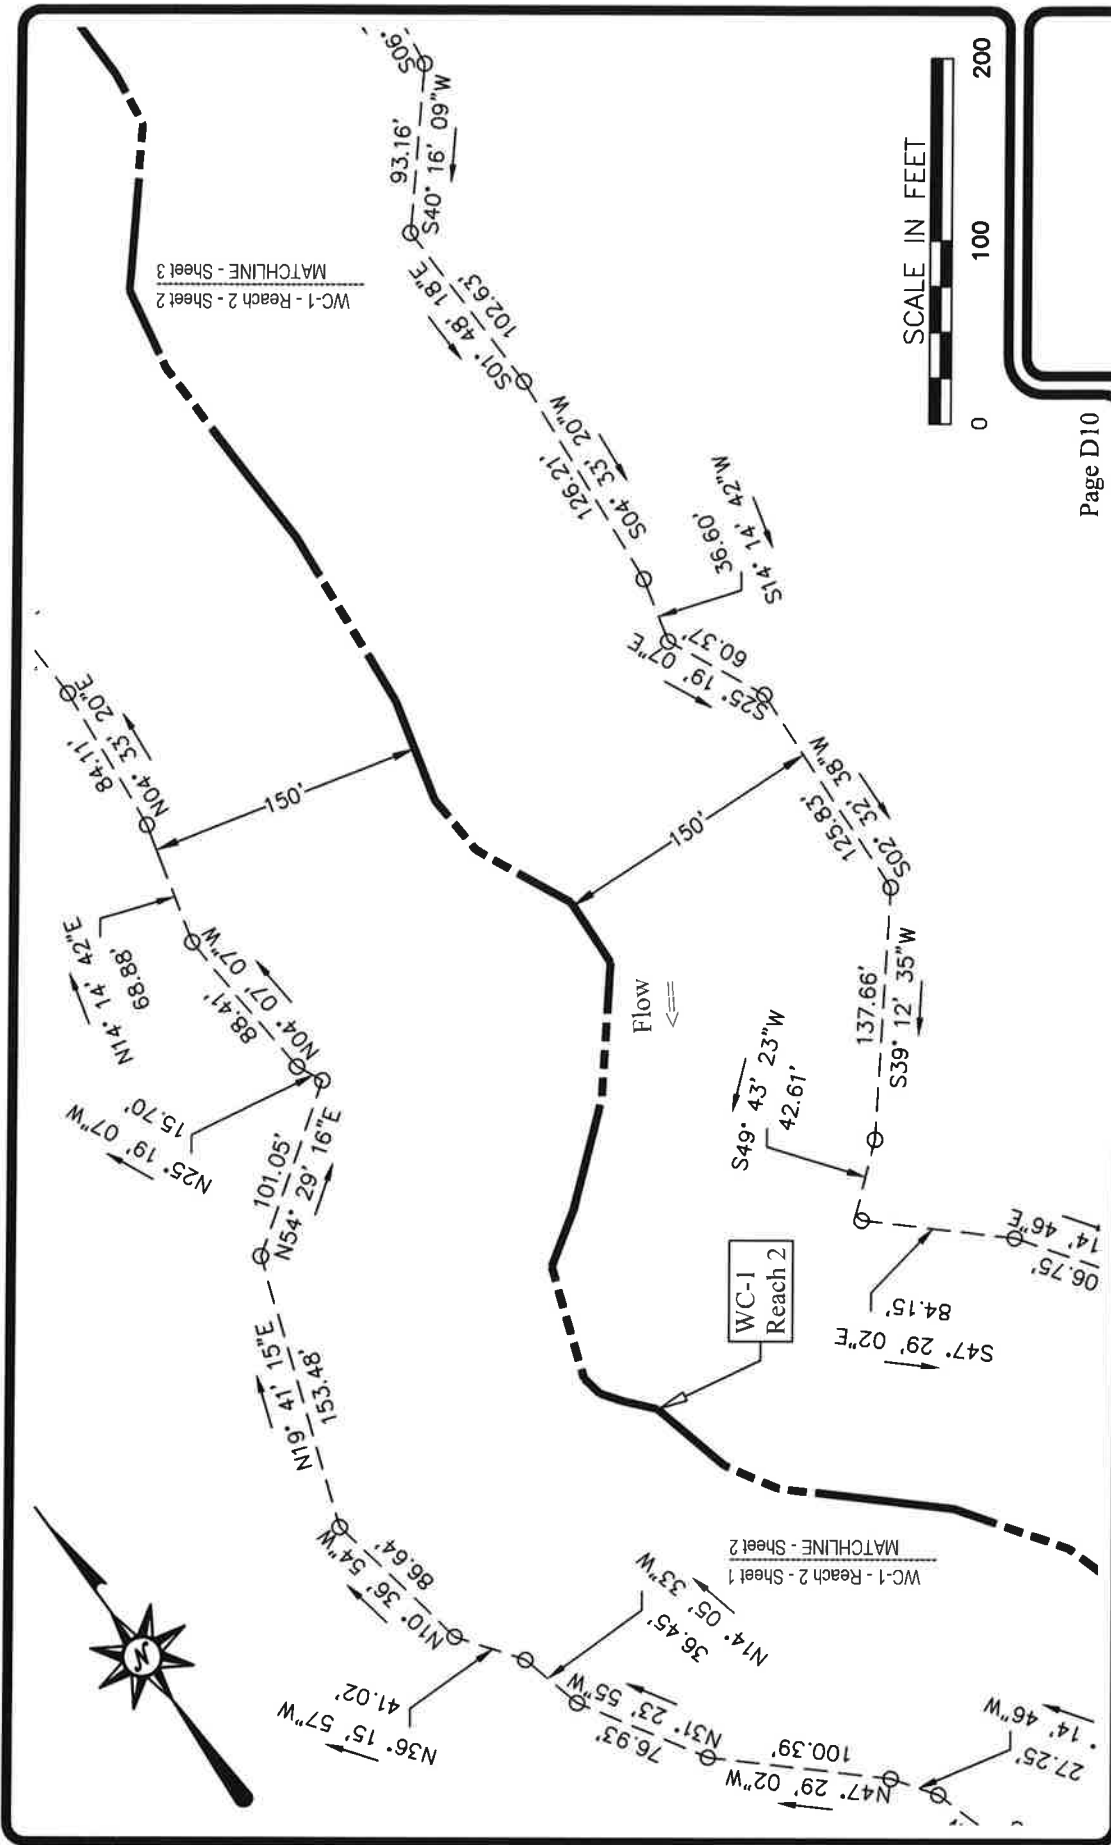 S06°
93.16'
S40° 16' 09"W
WC-1 - Reach 2 - Sheet 2
MATCHLINE - Sheet 3
S01° 48' 18"E
102.63'
126.21'
S04° 33' 20"W
36.60'
S14° 14' 42"W
S25° 19' 07"E
60.37'
125.83'
S02° 32' 38"W
137.66'
S39° 12' 35"W
S49° 43' 23"W
42.61'
84.15'
S47° 29' 02"E
06.75'
14' 46"E
84.11'
N04° 33' 20"E
150'
150'
N14° 14' 42"E
68.88'
88.41'
N04° 07' 07"W
N25° 19' 07"W
15.70'
101.05'
N54° 29' 16"E
N19° 41' 15"E
153.48'
N10° 36' 54"W
86.64'
N36° 15' 57"W
41.02'
N14° 05' 33"W
36.45'
76.93'
N31° 23' 55"W
100.39'
N47° 29' 02"W
27.25'
° 14' 46"W
Flow
<==
WC-1
Reach 2
WC-1 - Reach 2 - Sheet 1
MATCHLINE - Sheet 2
N
SCALE IN FEET
0 100 200
Page D10